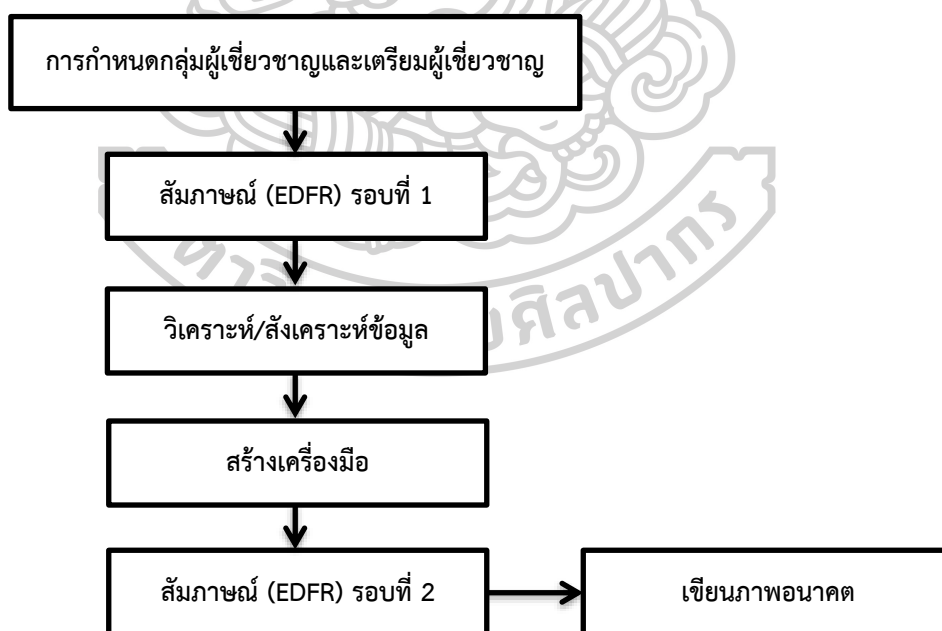 การกำหนดกลุ่มผู้เชี่ยวชาญและเตรียมผู้เชี่ยวชาญ
สัมภาษณ์ (EDFR) รอบที่ 1
วิเคราะห์/สังเคราะห์ข้อมูล
สร้างเครื่องมือ
สัมภาษณ์ (EDFR) รอบที่ 2
เขียนภาพอนาคต